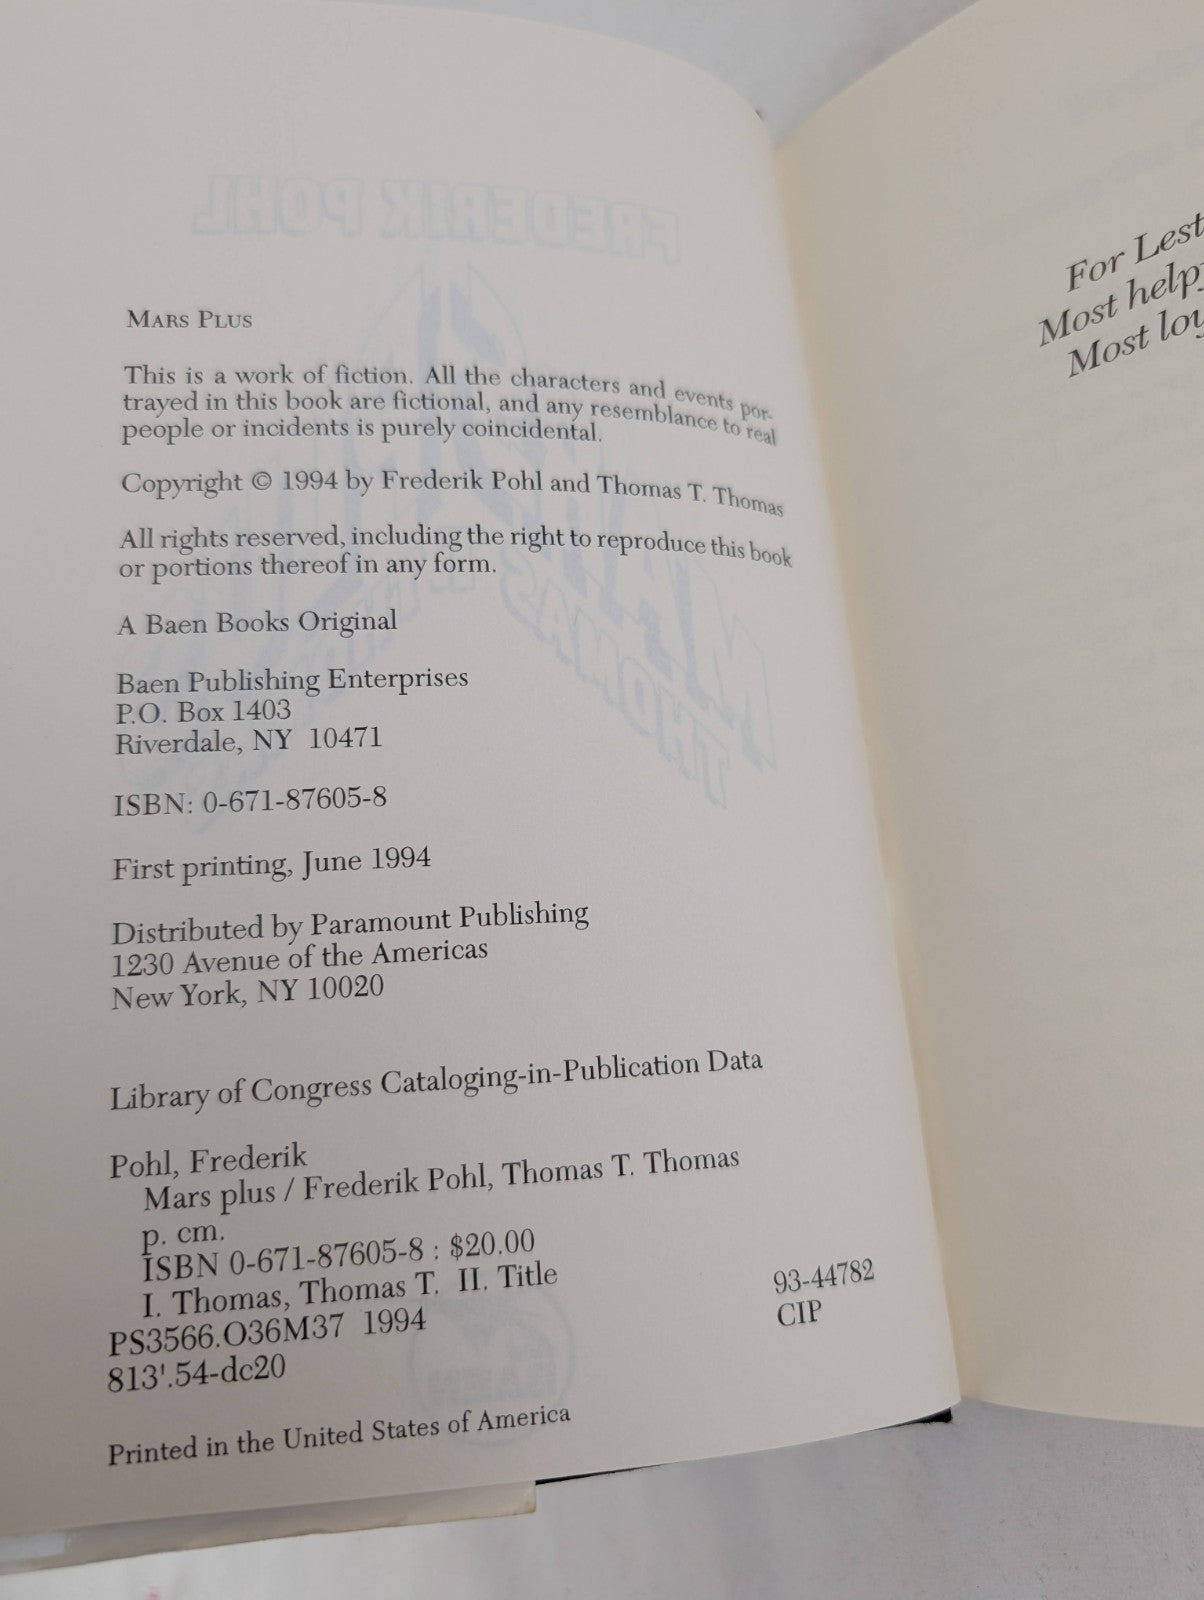 MARS PLUS
This is a work of fiction. All the characters and events por-
trayed in this book are fictional, and any resemblance to real
people or incidents is purely coincidental.
Copyright © 1994 by Frederik Pohl and Thomas T. Thomas
All rights reserved, including the right to reproduce this book
or portions thereof in any form.
A Baen Books Original
Baen Publishing Enterprises
P.O. Box 1403
Riverdale, NY 10471
ISBN: 0-671-87605-8
First printing, June 1994
Distributed by Paramount Publishing
1230 Avenue of the Americas
New York, NY 10020
Library of Congress Cataloging-in-Publication Data
Pohl, Frederik
Mars plus / Frederik Pohl, Thomas T. Thomas
p. cm.
ISBN 0-671-87605-8 : $20.00
I. Thomas, Thomas T. II. Title
PS3566.O36M37 1994 93-44782
813'.54-dc20 CIP
Printed in the United States of America
For Lest
Most help
Most loy